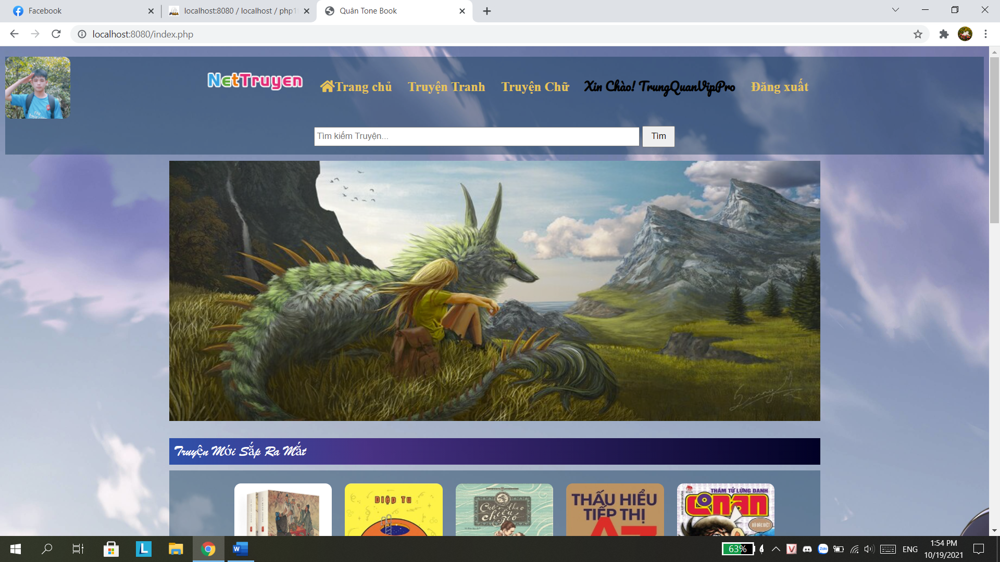 Facebook
localhost:8080 / localhost / php1
Quân Tone Book
localhost:8080/index.php
NetTruyen
Trang chủ
Truyện Tranh
Truyện Chữ
Xin Chào! TrungQuanVipPro
Đăng xuất
Tìm kiếm Truyện...
Tìm
Truyện Mới Sắp Ra Mắt
Diệp Tu
Cuốn theo chiều gió
THẤU HIỂU
TIẾP THỊ
AZ
THÁM TỬ LỪNG DANH
CONAN
63%
ENG
1:54 PM
10/19/2021